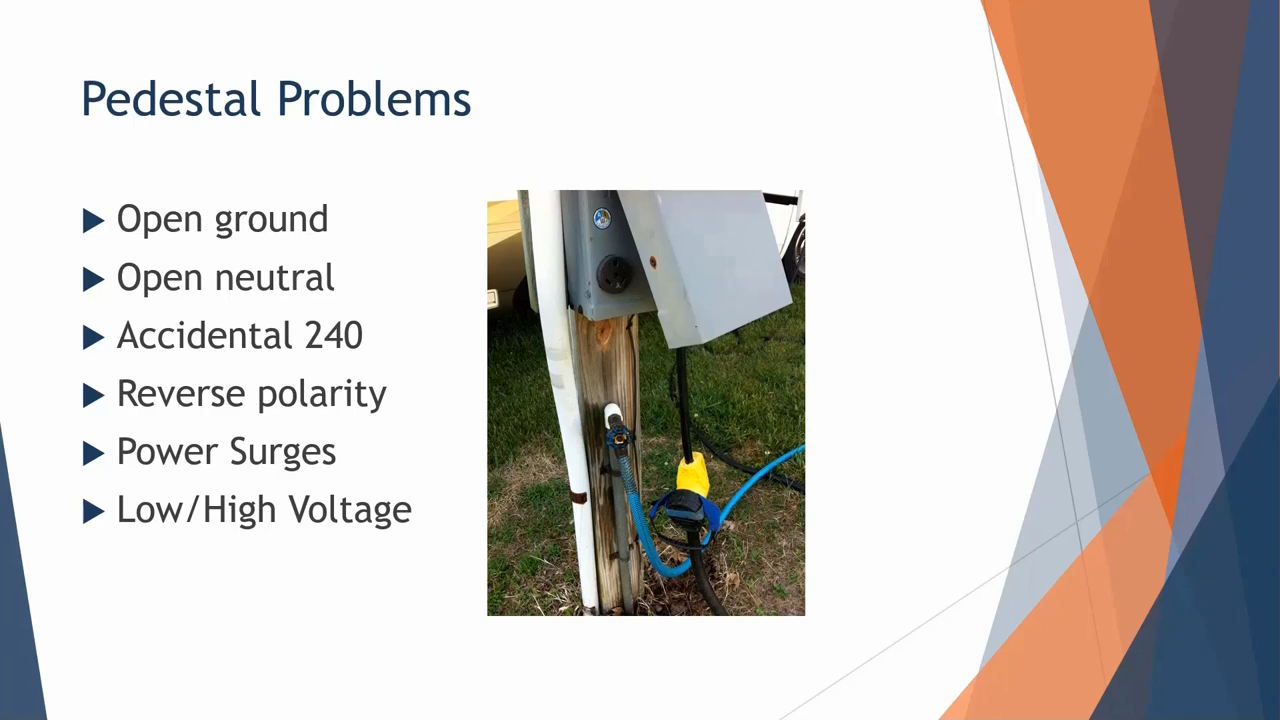 Pedestal Problems
Open ground
Open neutral
Accidental 240
Reverse polarity
Power Surges
Low/High Voltage